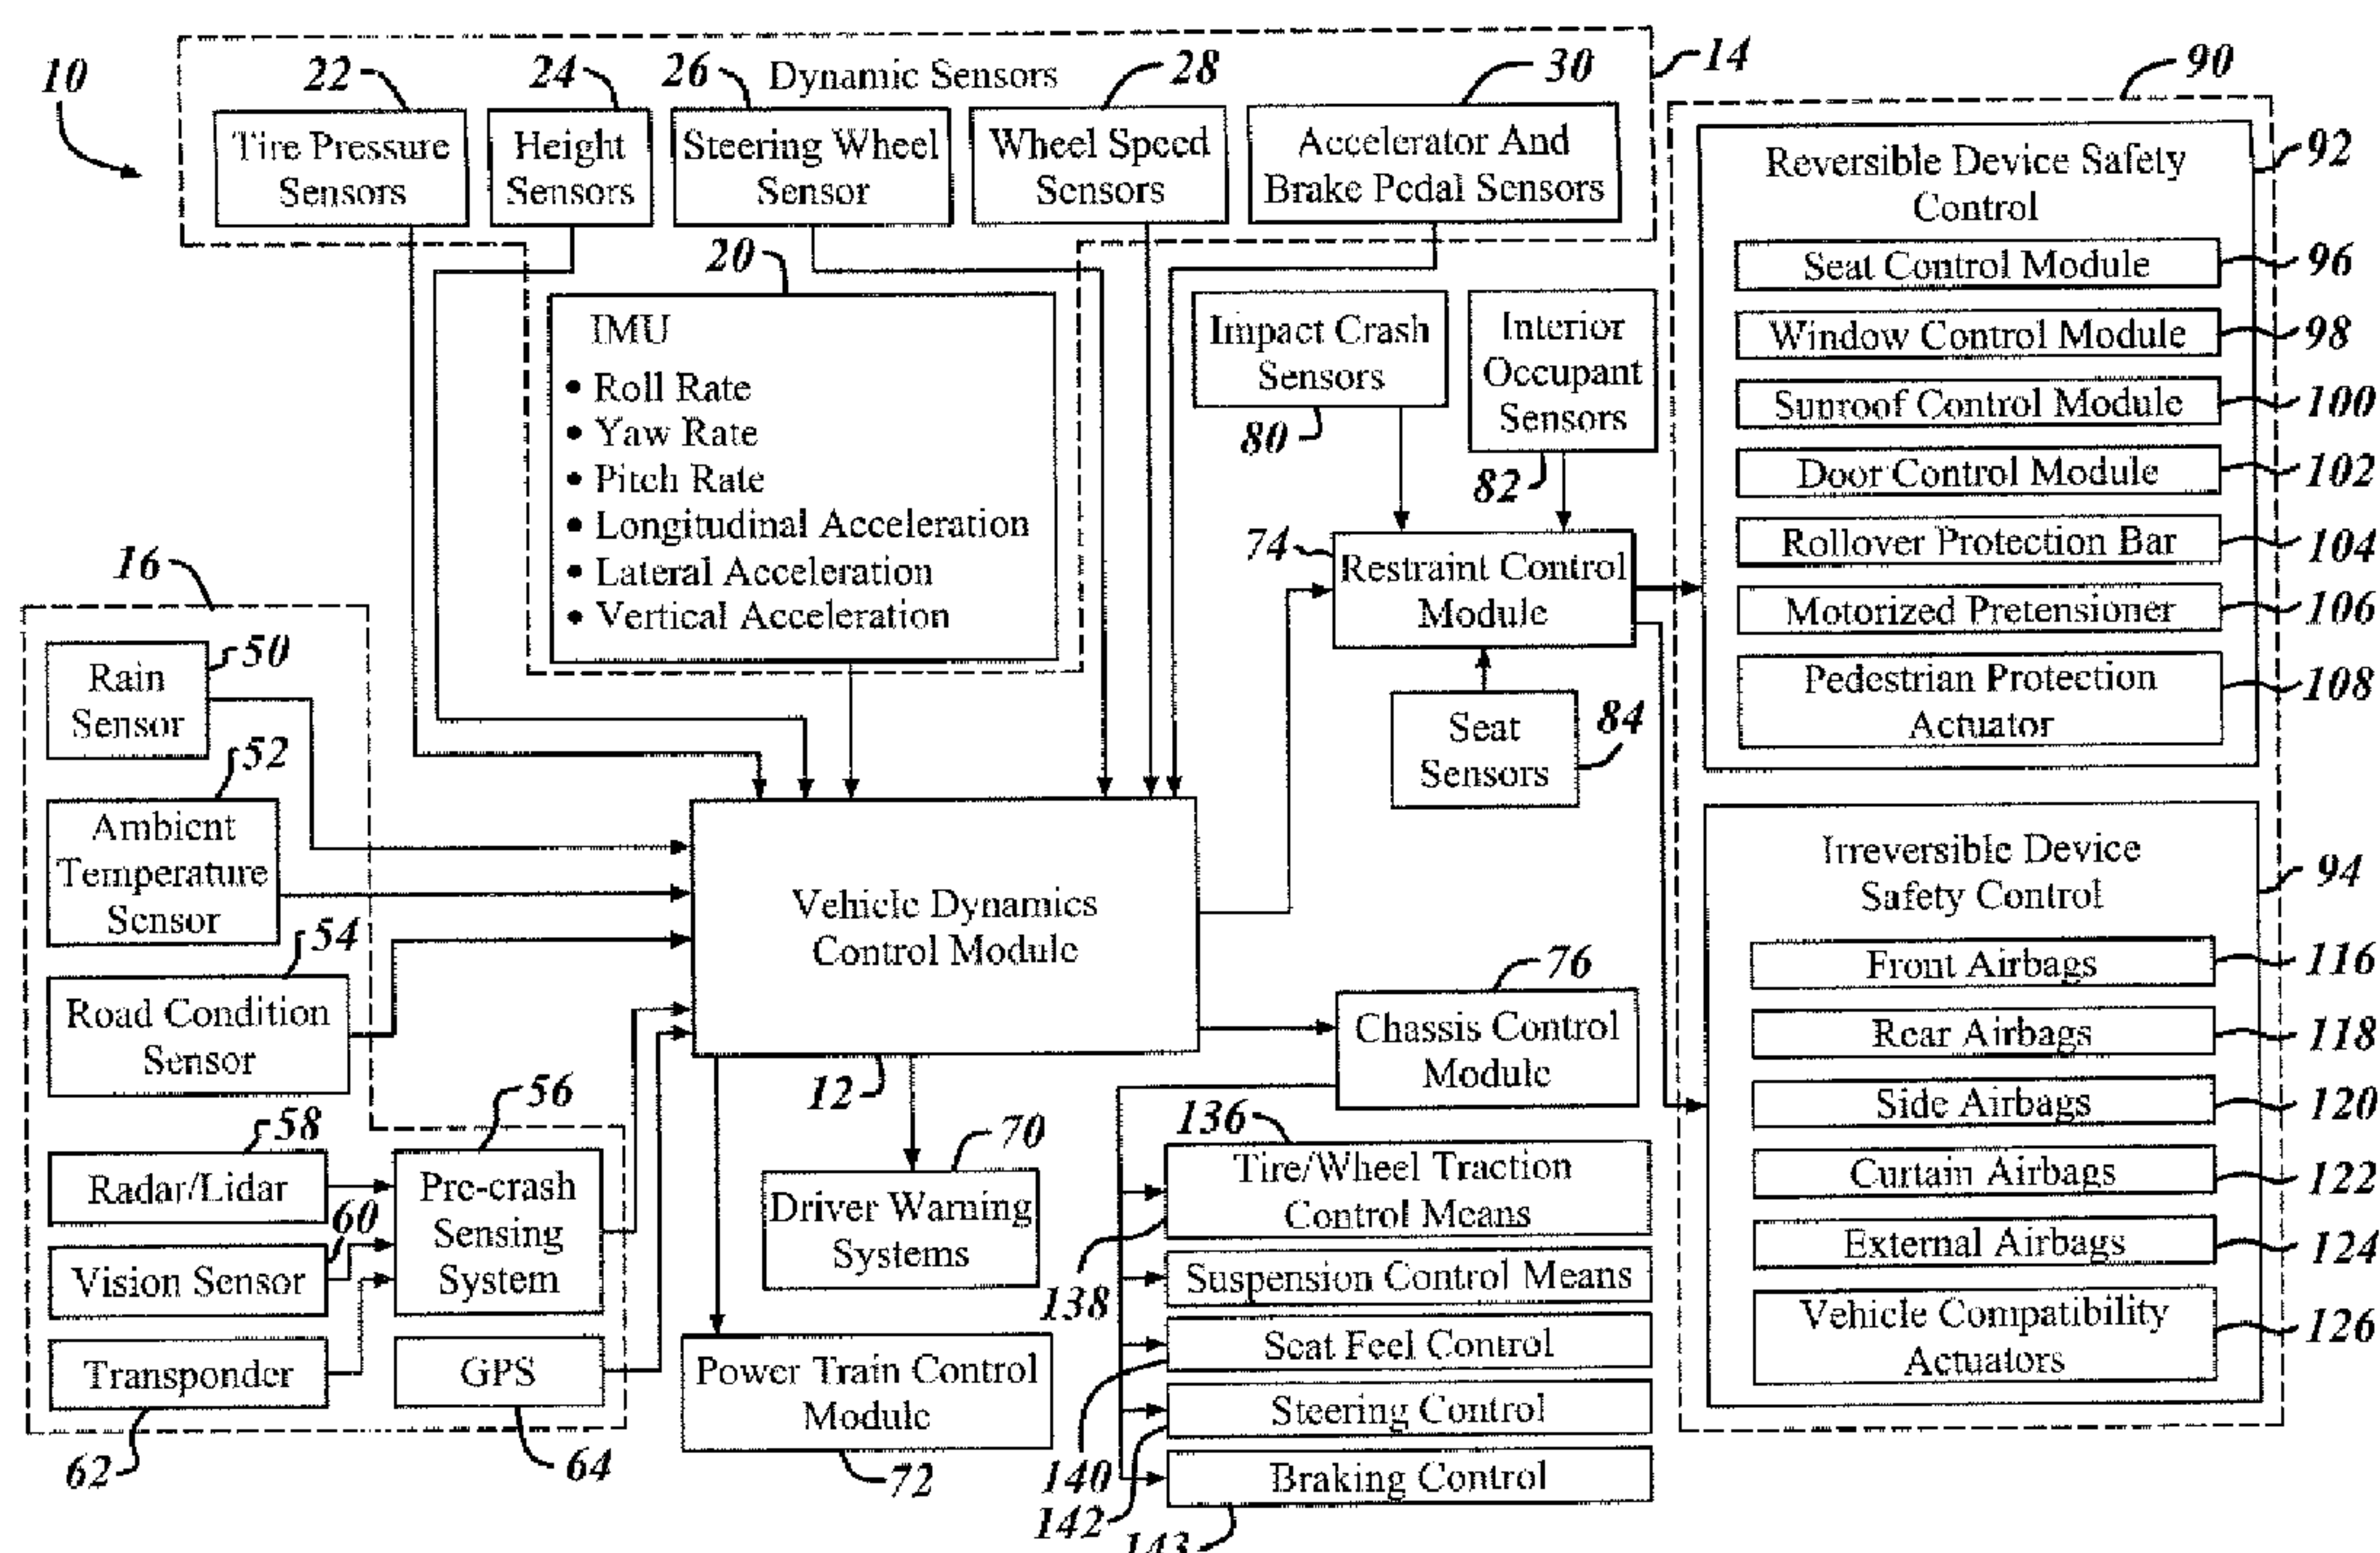 10
22
24
26
Dynamic Sensors
28
30
14
90
Tire Pressure
Sensors
Height
Sensors
Steering Wheel
Sensor
Wheel Speed
Sensors
Accelerator And
Brake Pedal Sensors
92
Reversible Device Safety
Control
Seat Control Module
96
Window Control Module
98
Sunroof Control Module
100
Door Control Module
102
Rollover Protection Bar
104
Motorized Pretensioner
106
Pedestrian Protection
Actuator
108
20
IMU
• Roll Rate
• Yaw Rate
• Pitch Rate
• Longitudinal Acceleration
• Lateral Acceleration
• Vertical Acceleration
Impact Crash
Sensors
80
Interior
Occupant
Sensors
82
74
Restraint Control
Module
Seat
Sensors
84
16
Rain
Sensor
50
52
Ambient
Temperature
Sensor
54
Road Condition
Sensor
Vehicle Dynamics
Control Module
12
Irreversible Device
Safety Control
94
Front Airbags
116
Rear Airbags
118
Side Airbags
120
Curtain Airbags
122
External Airbags
124
Vehicle Compatibility
Actuators
126
76
Chassis Control
Module
58
Radar/Lidar
60
Vision Sensor
Transponder
62
56
Pre-crash
Sensing
System
GPS
64
70
Driver Warning
Systems
Power Train Control
Module
72
136
Tire/Wheel Traction
Control Means
138
Suspension Control Means
Seat Feel Control
140
Steering Control
142
Braking Control
143